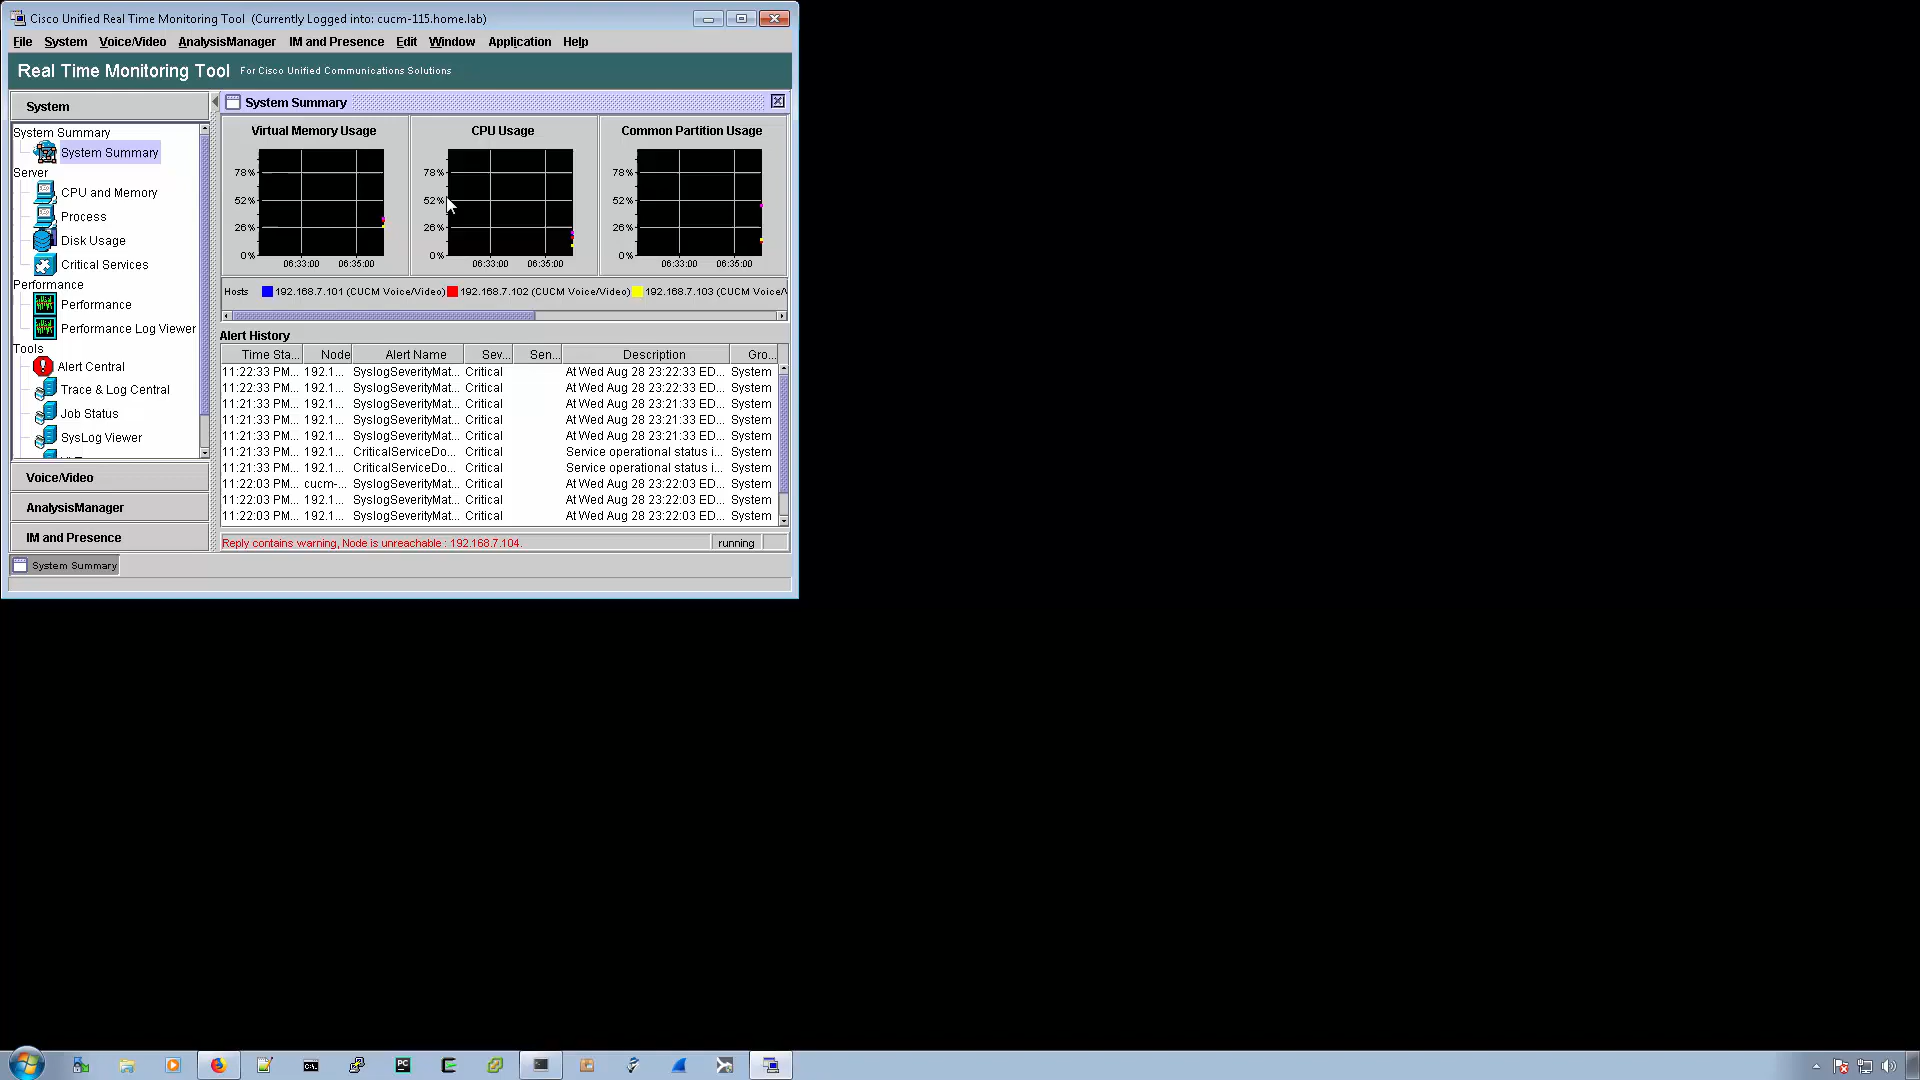 Cisco Unified Real Time Monitoring Tool (Currently Logged into: cucm-115.home.lab)
File System Voice/Video AnalysisManager IM and Presence Edit Window Application Help
Real Time Monitoring Tool For Cisco Unified Communications Solutions
System
System Summary
System Summary
Server
CPU and Memory
Process
Disk Usage
Critical Services
Performance
Performance
Performance Log Viewer
Tools
Alert Central
Trace & Log Central
Job Status
SysLog Viewer
Voice/Video
AnalysisManager
IM and Presence
System Summary
Virtual Memory Usage
78%
52%
26%
0%
06:33:00 06:35:00
CPU Usage
78%
52%
26%
0%
06:33:00 06:35:00
Common Partition Usage
78%
52%
26%
0%
06:33:00 06:35:00
Hosts 192.168.7.101 (CUCM Voice/Video) 192.168.7.102 (CUCM Voice/Video) 192.168.7.103 (CUCM Voice/
Alert History
Time Sta... Node Alert Name Sev... Sen... Description Gro...
11:22:33 PM... 192.1... SyslogSeverityMat... Critical At Wed Aug 28 23:22:33 ED... System
11:22:33 PM... 192.1... SyslogSeverityMat... Critical At Wed Aug 28 23:22:33 ED... System
11:21:33 PM... 192.1... SyslogSeverityMat... Critical At Wed Aug 28 23:21:33 ED... System
11:21:33 PM... 192.1... SyslogSeverityMat... Critical At Wed Aug 28 23:21:33 ED... System
11:21:33 PM... 192.1... SyslogSeverityMat... Critical At Wed Aug 28 23:21:33 ED... System
11:21:33 PM... 192.1... CriticalServiceDo... Critical Service operational status i... System
11:21:33 PM... 192.1... CriticalServiceDo... Critical Service operational status i... System
11:22:03 PM... cucm-... SyslogSeverityMat... Critical At Wed Aug 28 23:22:03 ED... System
11:22:03 PM... 192.1... SyslogSeverityMat... Critical At Wed Aug 28 23:22:03 ED... System
11:22:03 PM... 192.1... SyslogSeverityMat... Critical At Wed Aug 28 23:22:03 ED... System
Reply contains warning, Node is unreachable : 192.168.7.104. running
System Summary